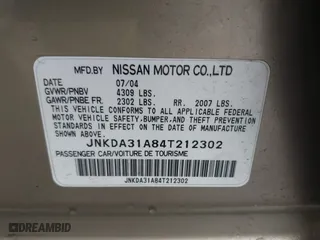 MFD.BY NISSAN MOTOR CO.,LTD
DATE 07/04
GVWR/PNBV 4309 LBS.
GAWR/PNBE FR. 2302 LBS. RR. 2007 LBS.
THIS VEHICLE CONFORMS TO ALL APPLICABLE FEDERAL
MOTOR VEHICLE SAFETY,BUMPER,AND THEFT PREVENTION
STANDARDS IN EFFECT ON THE DATE OF MANUFACTURE
SHOWN ABOVE.
JNKDA31A84T212302
PASSENGER CAR/VOITURE DE TOURISME
JNKDA31A84T212302
DREAMBID